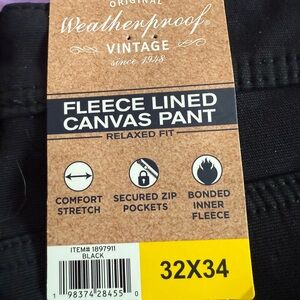 ORIGINAL
Weatherproof®
VINTAGE
since 1948
FLEECE LINED
CANVAS PANT
RELAXED FIT
COMFORT
STRETCH
SECURED ZIP
POCKETS
BONDED
INNER
FLEECE
ITEM# 1897911
BLACK
1 98374 28455 0
32X34